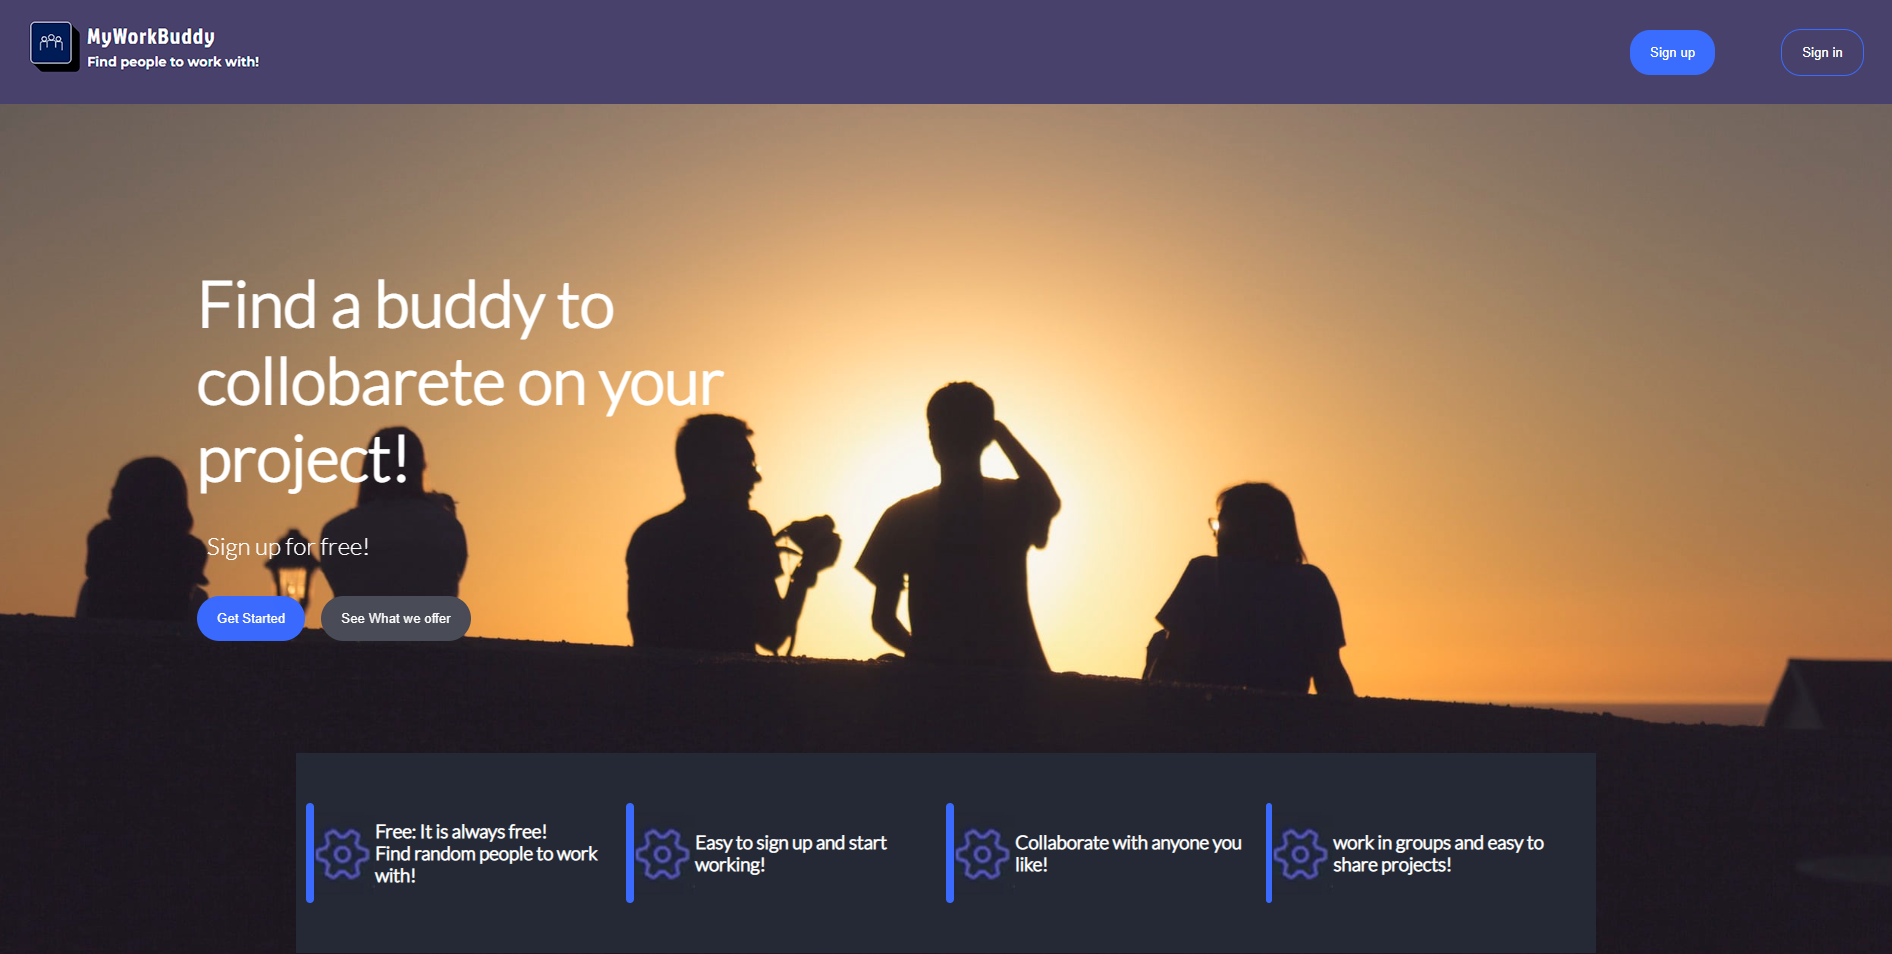 MyWorkBuddy
Find people to work with!
Sign up
Sign in
Find a buddy to
collobarete on your
project!
Sign up for free!
Get Started
See What we offer
Free: It is always free!
Find random people to work
with!
Easy to sign up and start
working!
Collaborate with anyone you
like!
work in groups and easy to
share projects!